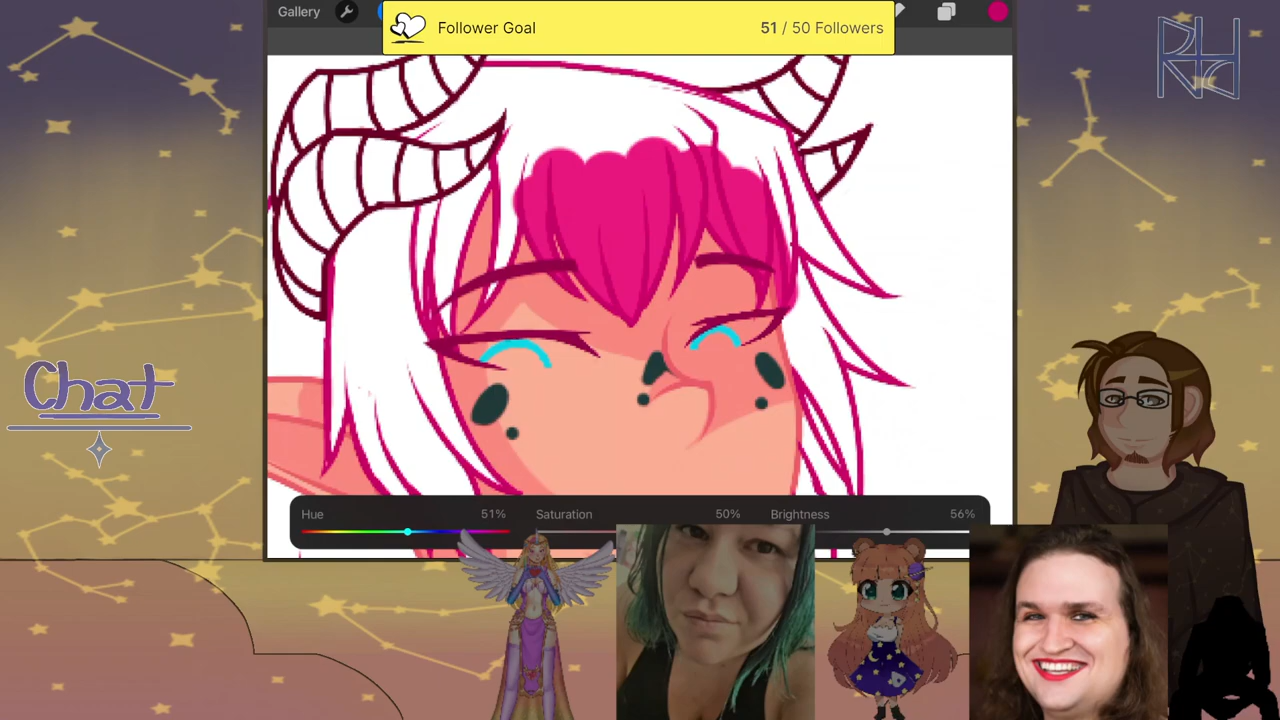 Gallery
Follower Goal
51 / 50 Followers
Chat
Hue 51%
Saturation 50%
Brightness 56%